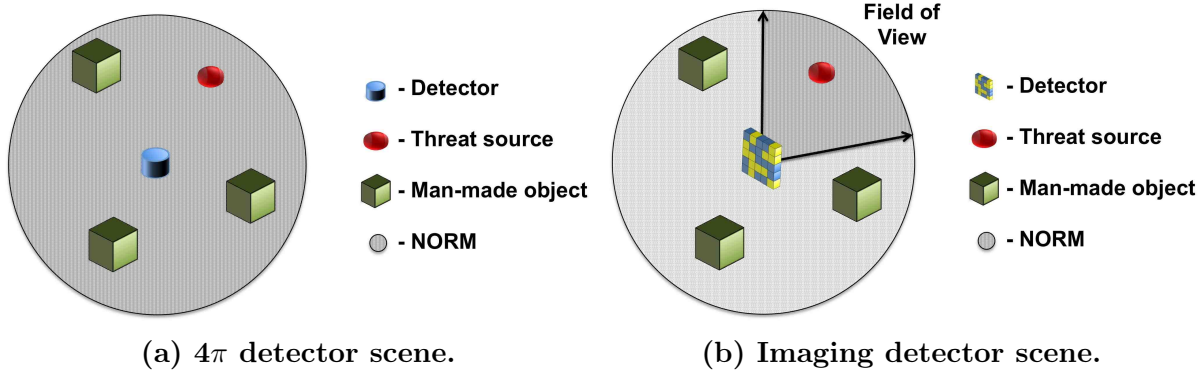 - Detector
- Threat source
- Man-made object
- NORM
(a) 4π detector scene.
Field of
View
- Detector
- Threat source
- Man-made object
- NORM
(b) Imaging detector scene.